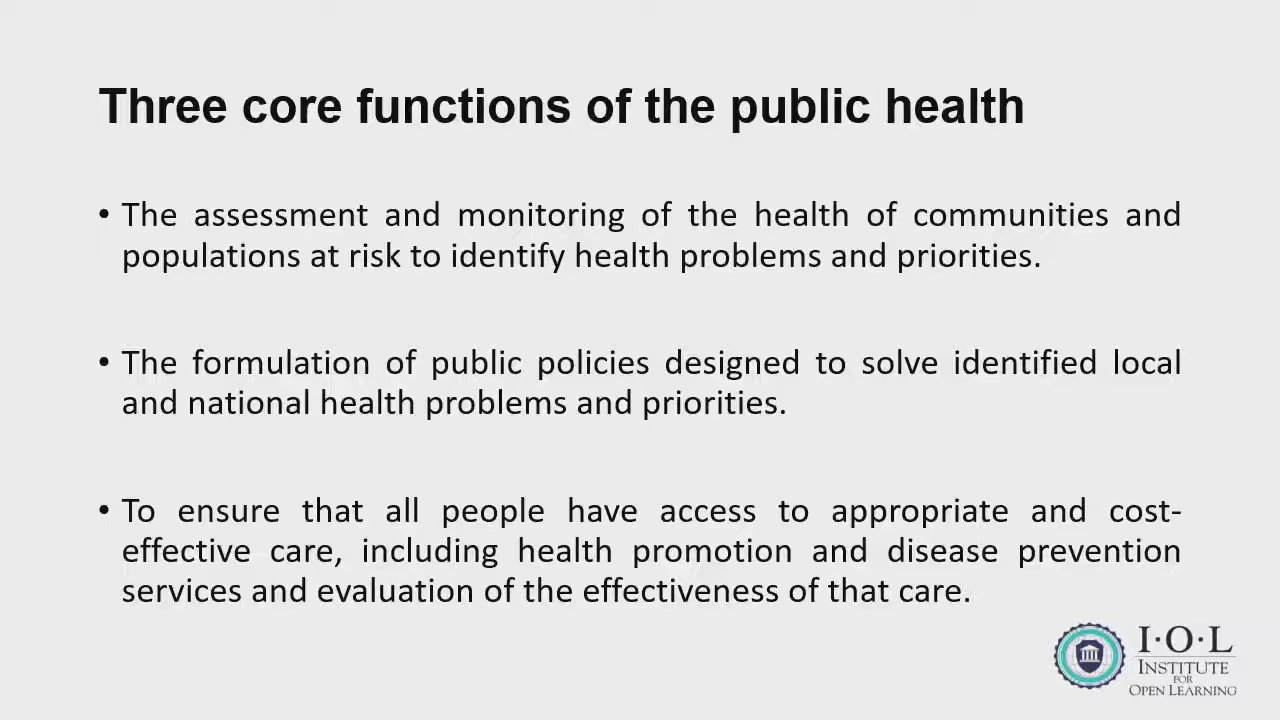 Three core functions of the public health
• The assessment and monitoring of the health of communities and
populations at risk to identify health problems and priorities.
• The formulation of public policies designed to solve identified local
and national health problems and priorities.
• To ensure that all people have access to appropriate and cost-
effective care, including health promotion and disease prevention
services and evaluation of the effectiveness of that care.
I·O·L
INSTITUTE
FOR
OPEN LEARNING